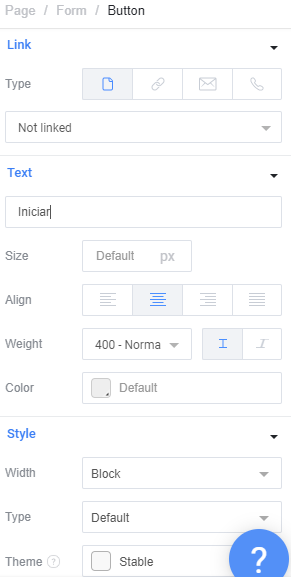 Page / Form / Button
Link
Type
Not linked
Text
Iniciar
Size Default px
Align
Weight 400 - Norma
Color Default
Style
Width Block
Type Default
Theme ? Stable
?